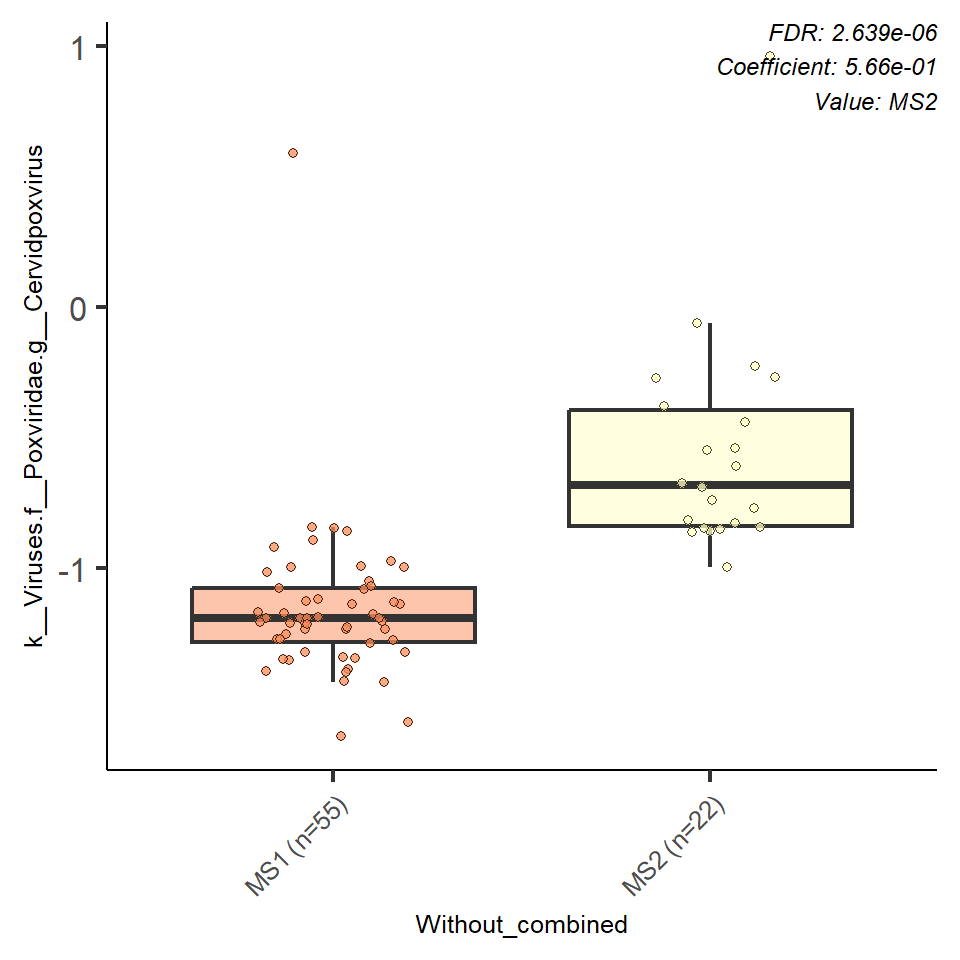 FDR: 2.639e-06
Coefficient: 5.66e-01
Value: MS2
k__Viruses.f__Poxviridae.g__Cervidpoxvirus
1
0
-1
MS1 (n=55)
MS2 (n=22)
Without_combined